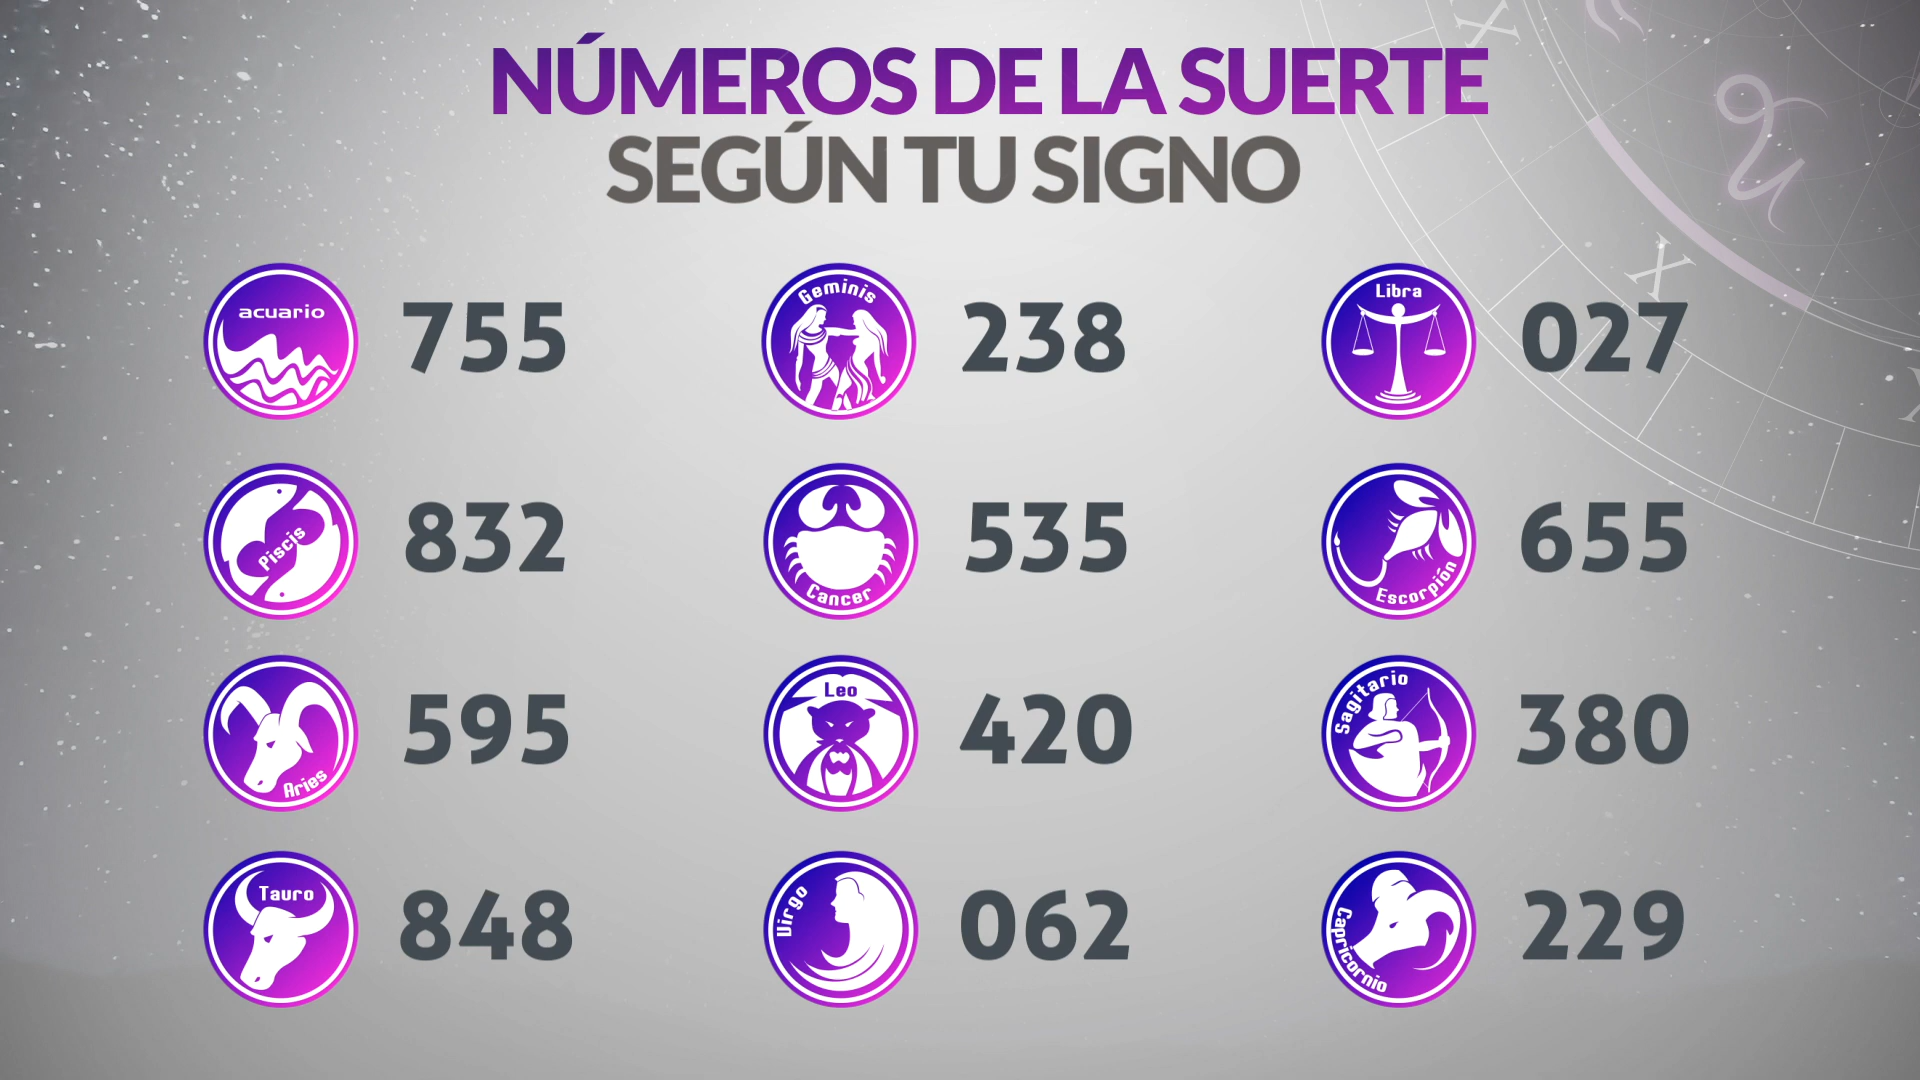 NÚMEROS DE LA SUERTE
SEGÚN TU SIGNO
acuario 755
Geminis 238
Libra 027
Piscis 832
Cancer 535
Escorpión 655
Aries 595
Leo 420
Sagitario 380
Tauro 848
Virgo 062
Capricornio 229
X
X